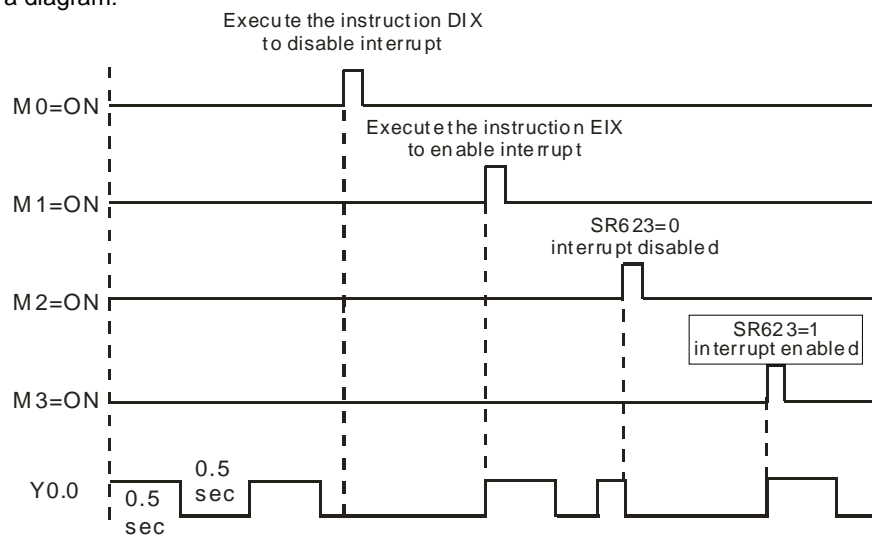 a diagram.
Execute the instruction DIX
to disable interrupt
M0=ON
Execute the instruction EIX
to enable interrupt
M1=ON
SR623=0
interrupt disabled
M2=ON
SR623=1
interrupt enabled
M3=ON
Y0.0
0.5
sec
0.5
sec